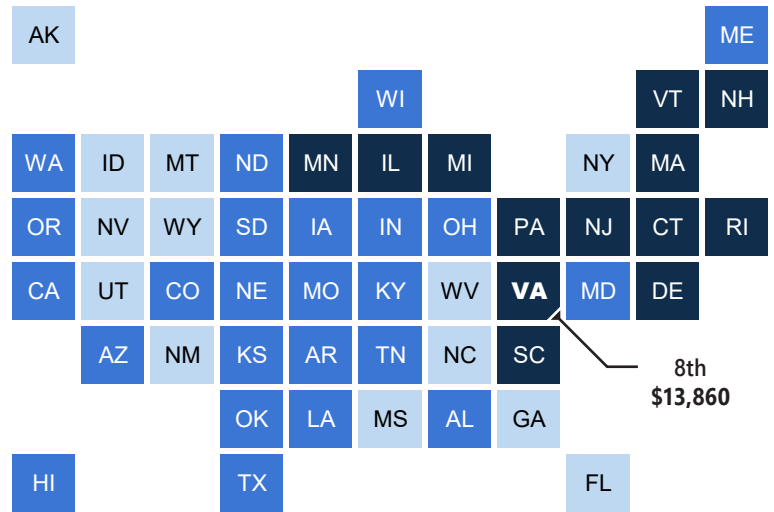 AK ME
WI VT NH
WA ID MT ND MN IL MI NY MA
OR NV WY SD IA IN OH PA NJ CT RI
CA UT CO NE MO KY WV VA MD DE
AZ NM KS AR TN NC SC
8th
$13,860
OK LA MS AL GA
HI TX FL